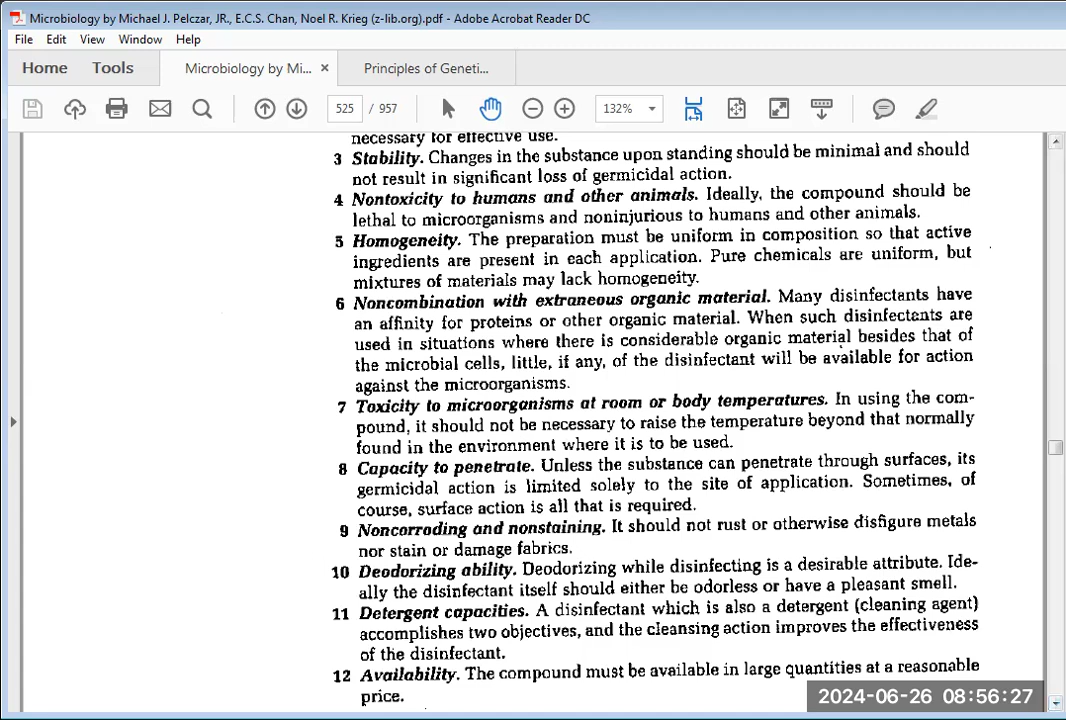 Microbiology by Michael J. Pelczar, JR., E.C.S. Chan, Noel R. Krieg (z-lib.org).pdf - Adobe Acrobat Reader DC
File Edit View Window Help
Home Tools Microbiology by Mi... × Principles of Geneti...
525 / 957 132%
necessary for effective use.
3 Stability. Changes in the substance upon standing should be minimal and should
not result in significant loss of germicidal action.
4 Nontoxicity to humans and other animals. Ideally, the compound should be
lethal to microorganisms and noninjurious to humans and other animals.
5 Homogeneity. The preparation must be uniform in composition so that active
ingredients are present in each application. Pure chemicals are uniform, but
mixtures of materials may lack homogeneity.
6 Noncombination with extraneous organic material. Many disinfectants have
an affinity for proteins or other organic material. When such disinfectants are
used in situations where there is considerable organic material besides that of
the microbial cells, little, if any, of the disinfectant will be available for action
against the microorganisms.
7 Toxicity to microorganisms at room or body temperatures. In using the com-
pound, it should not be necessary to raise the temperature beyond that normally
found in the environment where it is to be used.
8 Capacity to penetrate. Unless the substance can penetrate through surfaces, its
germicidal action is limited solely to the site of application. Sometimes, of
course, surface action is all that is required.
9 Noncorroding and nonstaining. It should not rust or otherwise disfigure metals
nor stain or damage fabrics.
10 Deodorizing ability. Deodorizing while disinfecting is a desirable attribute. Ide-
ally the disinfectant itself should either be odorless or have a pleasant smell.
11 Detergent capacities. A disinfectant which is also a detergent (cleaning agent)
accomplishes two objectives, and the cleansing action improves the effectiveness
of the disinfectant.
12 Availability. The compound must be available in large quantities at a reasonable
price.
2024-06-26 08:56:27